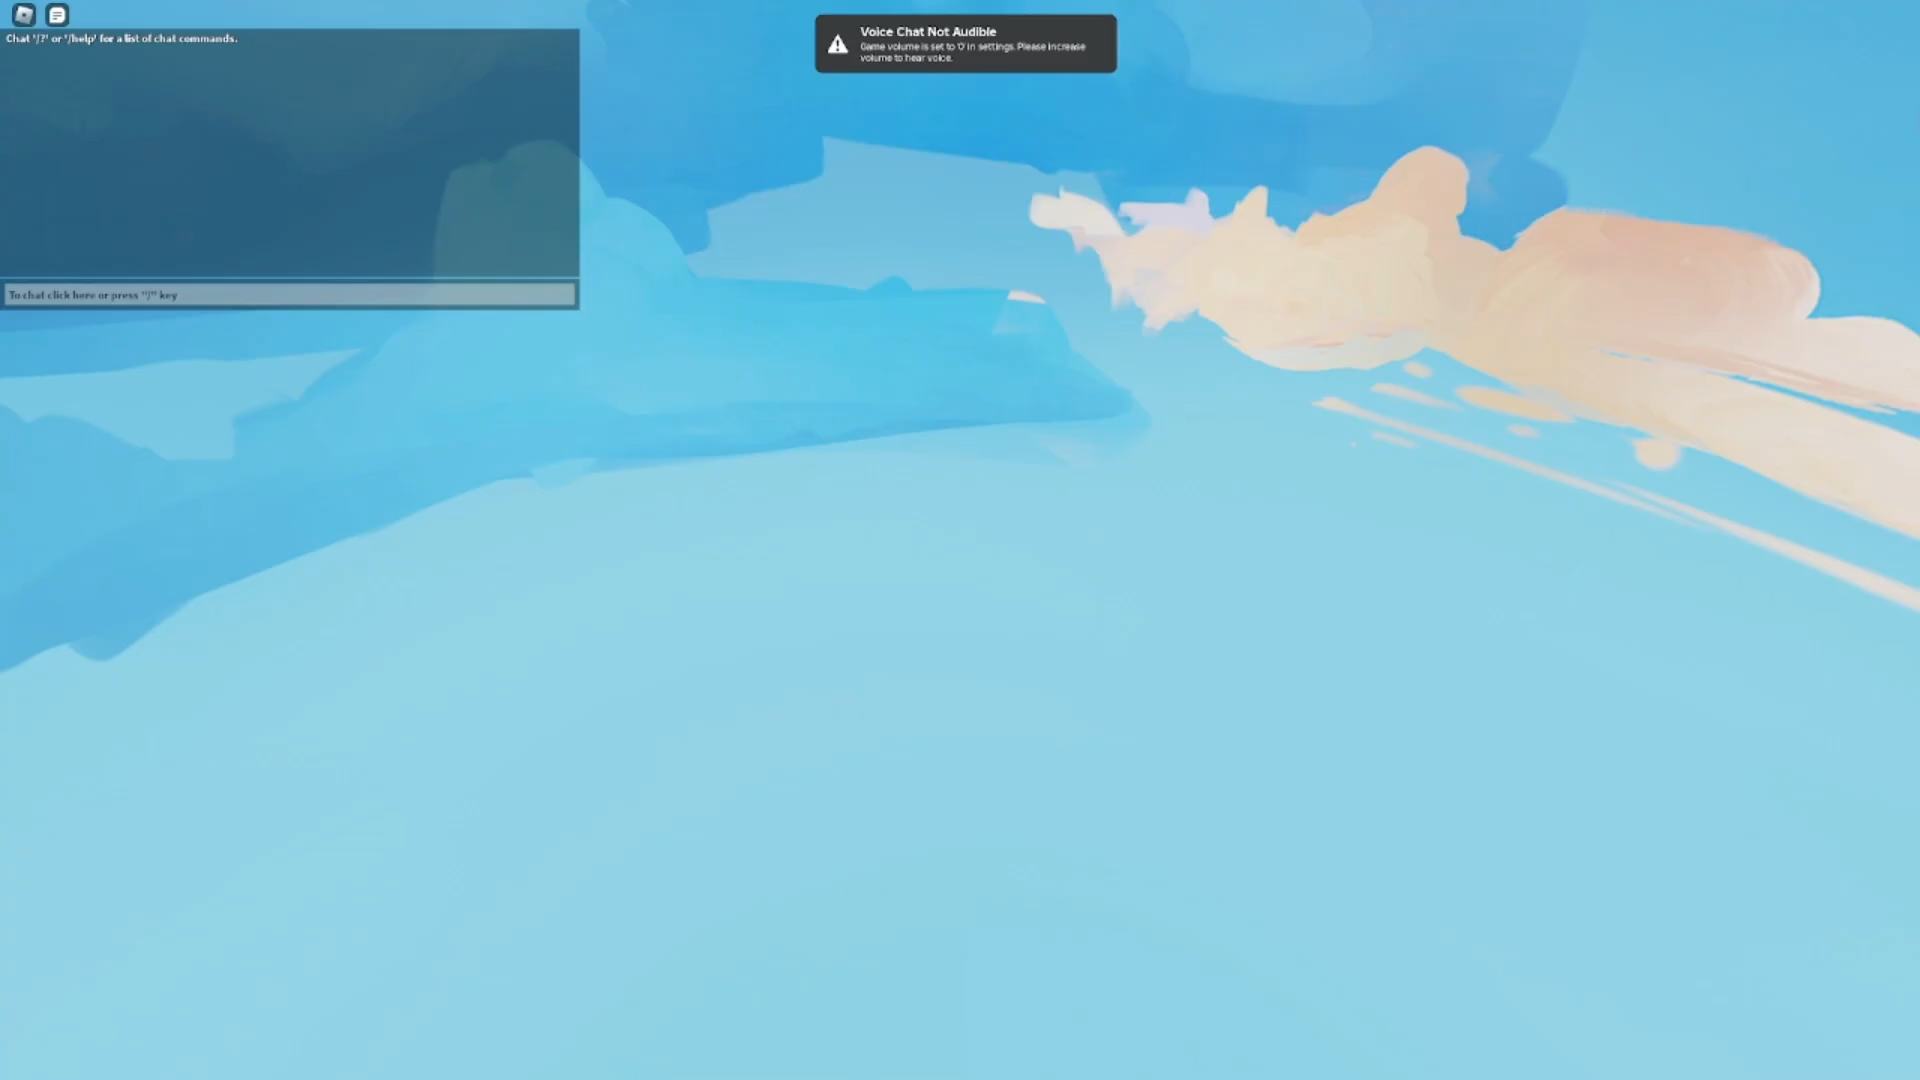 Chat '/?' or '/help' for a list of chat commands.
Voice Chat Not Audible
Game volume is set to '0' in settings. Please increase
volume to hear voice.
To chat click here or press "/" key